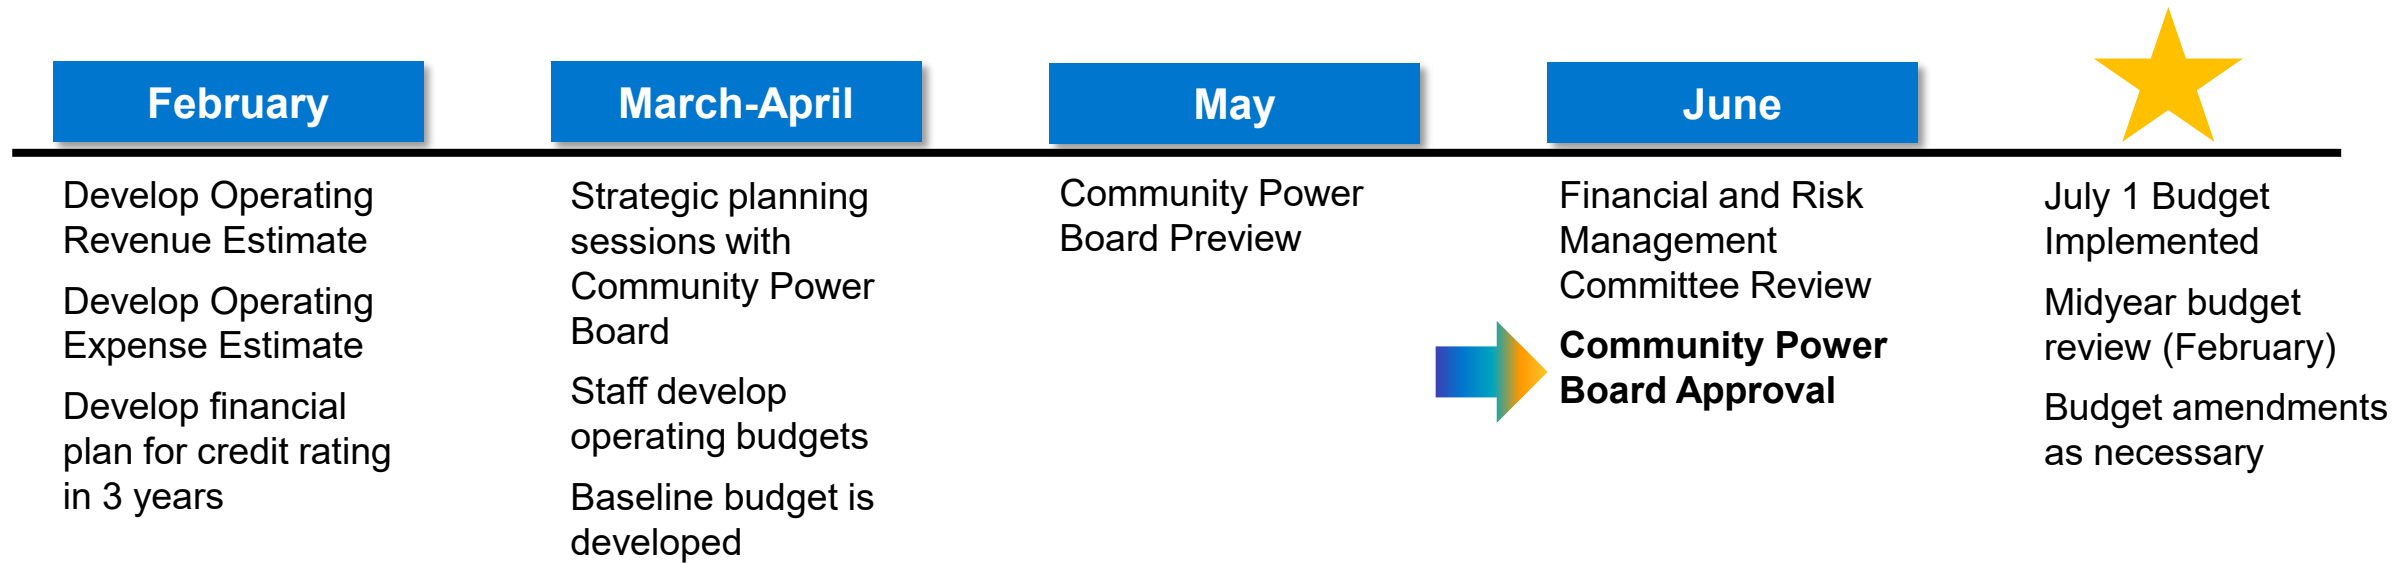 February
Develop Operating
Revenue Estimate
Develop Operating
Expense Estimate
Develop financial
plan for credit rating
in 3 years
March-April
Strategic planning
sessions with
Community Power
Board
Staff develop
operating budgets
Baseline budget is
developed
May
Community Power
Board Preview
June
Financial and Risk
Management
Committee Review
Community Power
Board Approval
July 1 Budget
Implemented
Midyear budget
review (February)
Budget amendments
as necessary